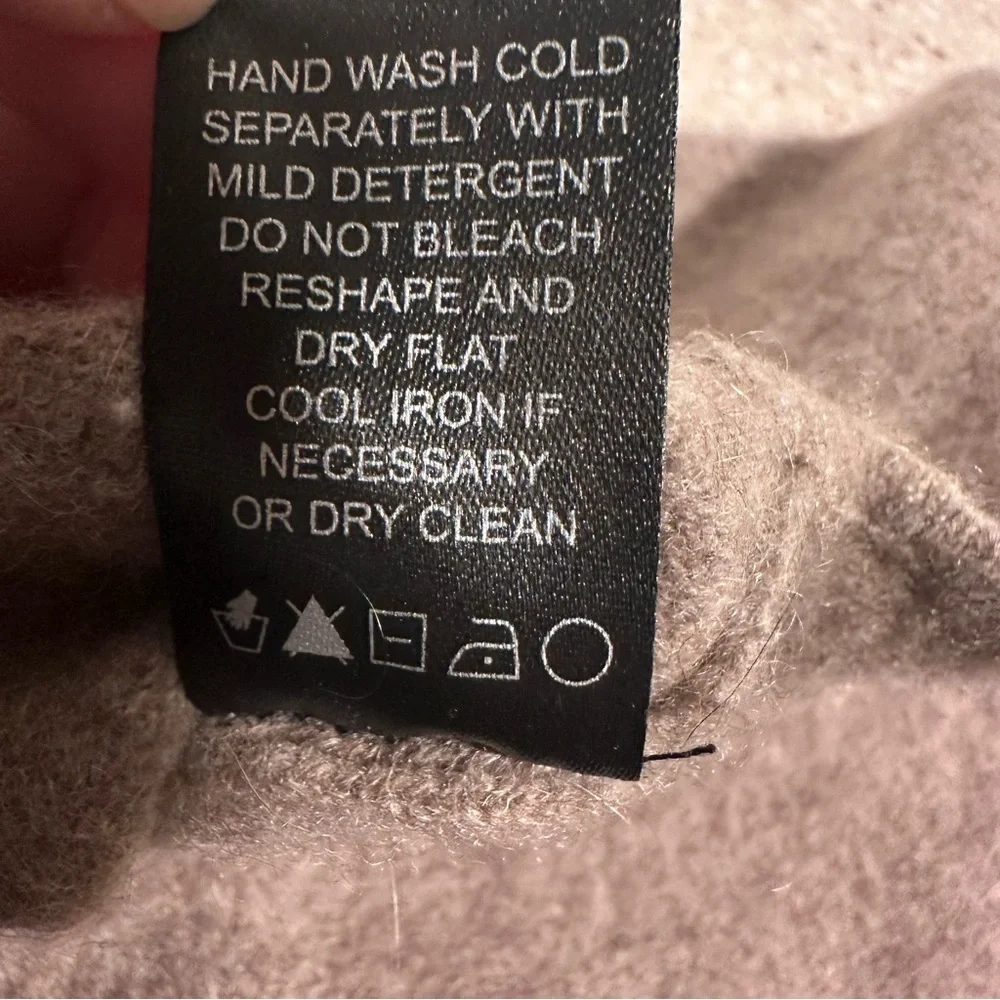 HAND WASH COLD
SEPARATELY WITH
MILD DETERGENT
DO NOT BLEACH
RESHAPE AND
DRY FLAT
COOL IRON IF
NECESSARY
OR DRY CLEAN